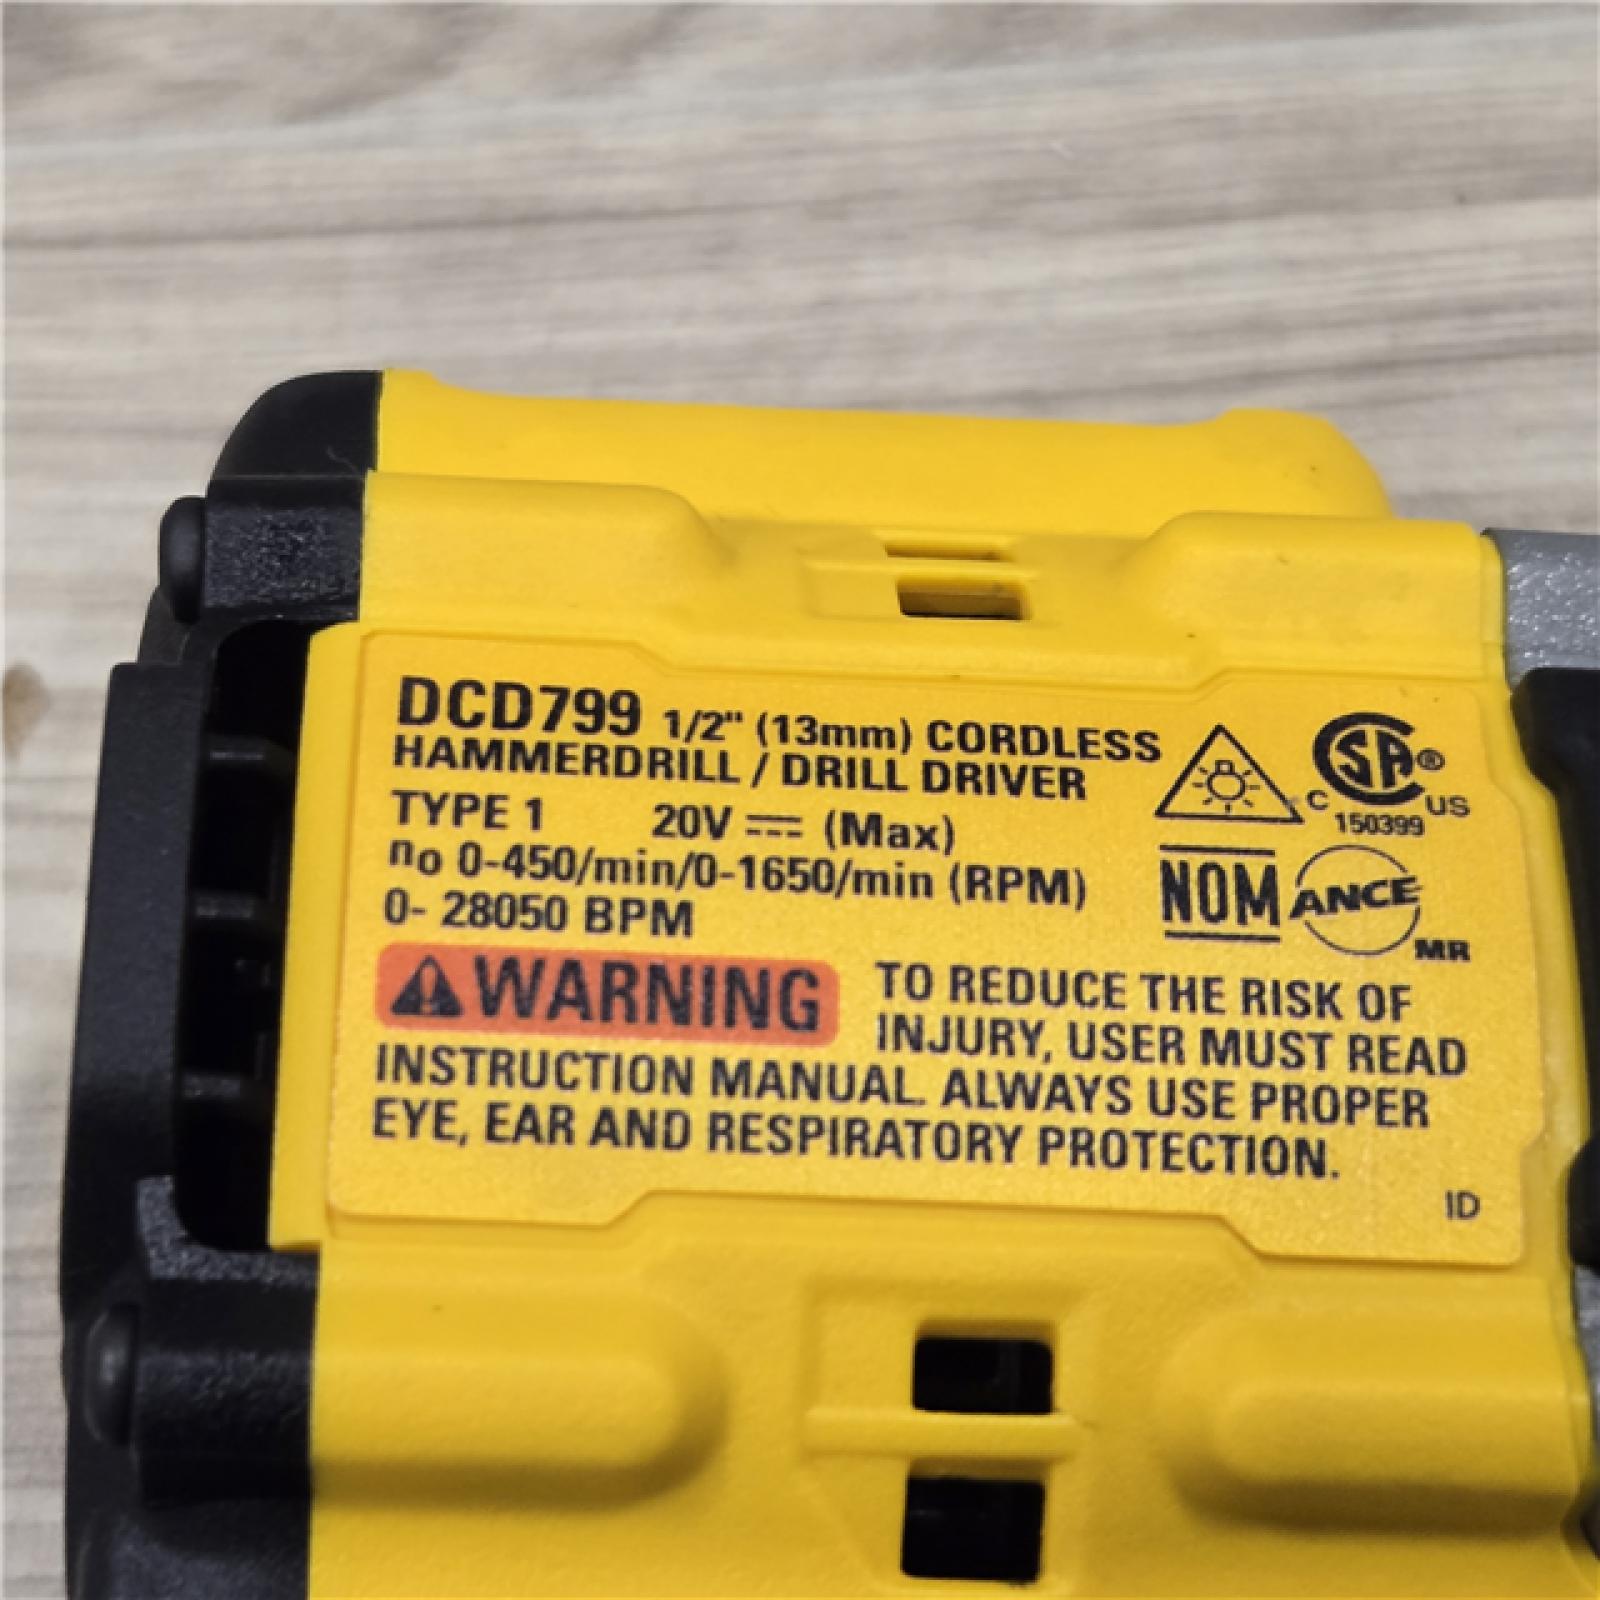 DCD799 1/2" (13mm) CORDLESS
HAMMERDRILL / DRILL DRIVER
TYPE 1 20V ⎓ (Max)
no 0-450/min/0-1650/min (RPM)
0- 28050 BPM
C SA ® US
150399
NOM ANCE MR
WARNING TO REDUCE THE RISK OF
INJURY, USER MUST READ
INSTRUCTION MANUAL. ALWAYS USE PROPER
EYE, EAR AND RESPIRATORY PROTECTION.
ID